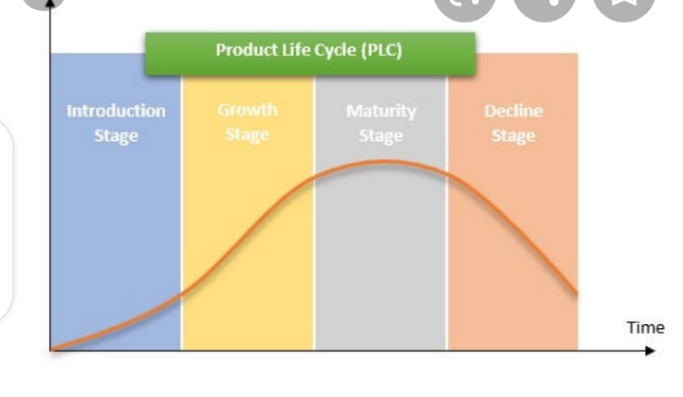 Product Life Cycle (PLC)
Introduction
Stage
Growth
Stage
Maturity
Stage
Decline
Stage
Time